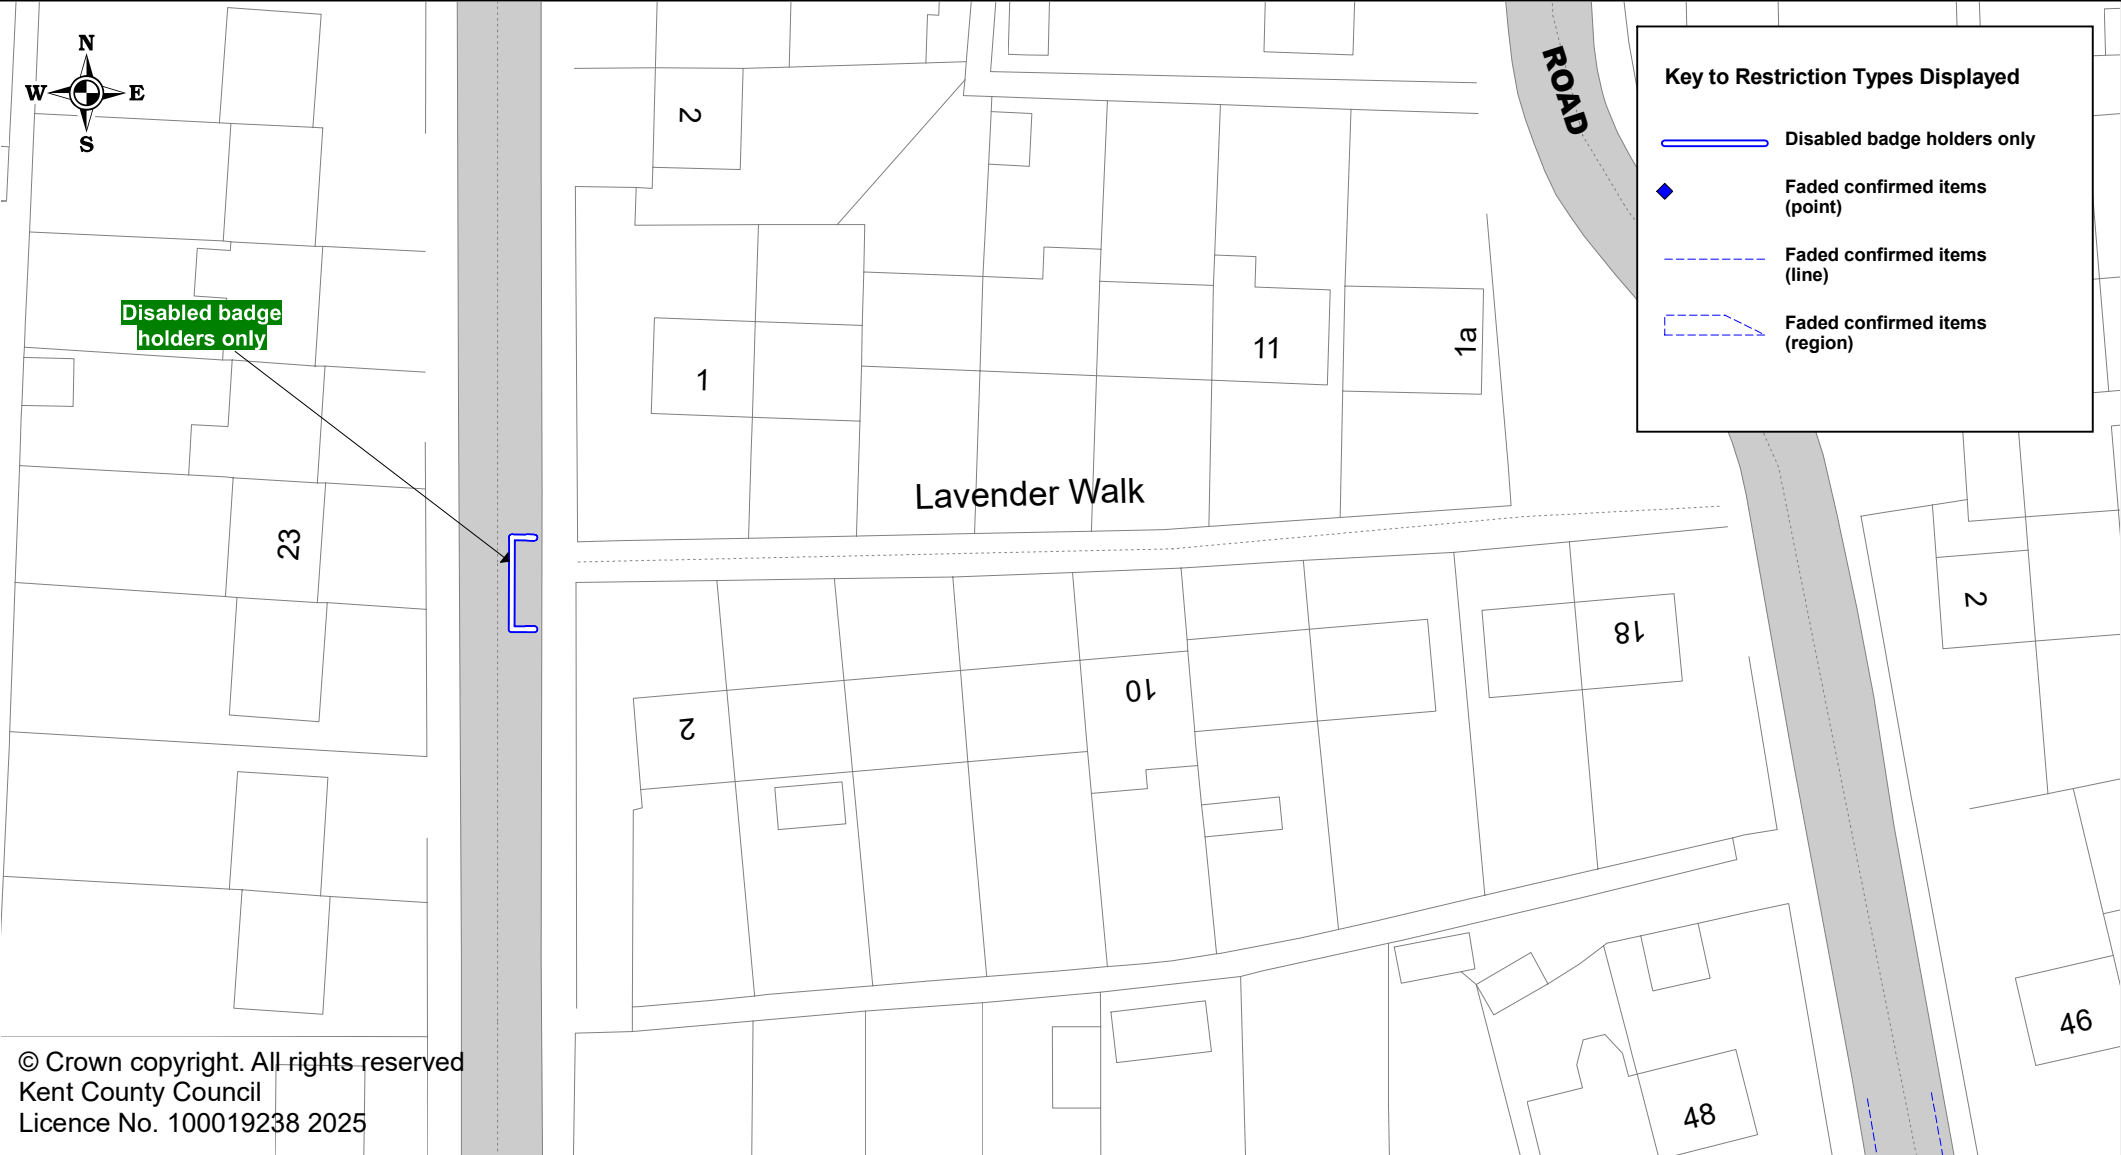 N
W
E
S
ROAD
Key to Restriction Types Displayed
Disabled badge holders only
Faded confirmed items
(point)
Faded confirmed items
(line)
Faded confirmed items
(region)
2
Disabled badge
holders only
1
11
1a
Lavender Walk
23
2
18
10
2
46
48
© Crown copyright. All rights reserved
Kent County Council
Licence No. 100019238 2025